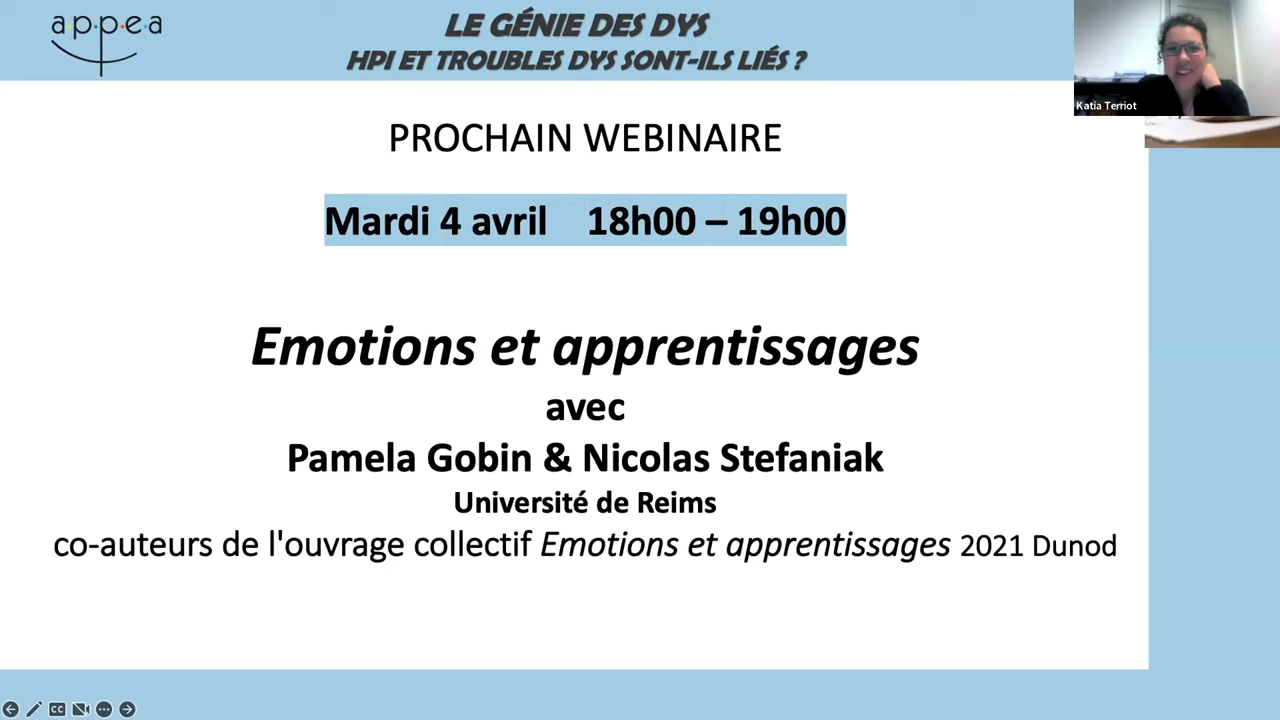 appea
LE GÉNIE DES DYS
HPI ET TROUBLES DYS SONT-ILS LIÉS ?
Katia Terriot
PROCHAIN WEBINAIRE
Mardi 4 avril 18h00 – 19h00
Emotions et apprentissages
avec
Pamela Gobin & Nicolas Stefaniak
Université de Reims
co-auteurs de l'ouvrage collectif Emotions et apprentissages 2021 Dunod
CC